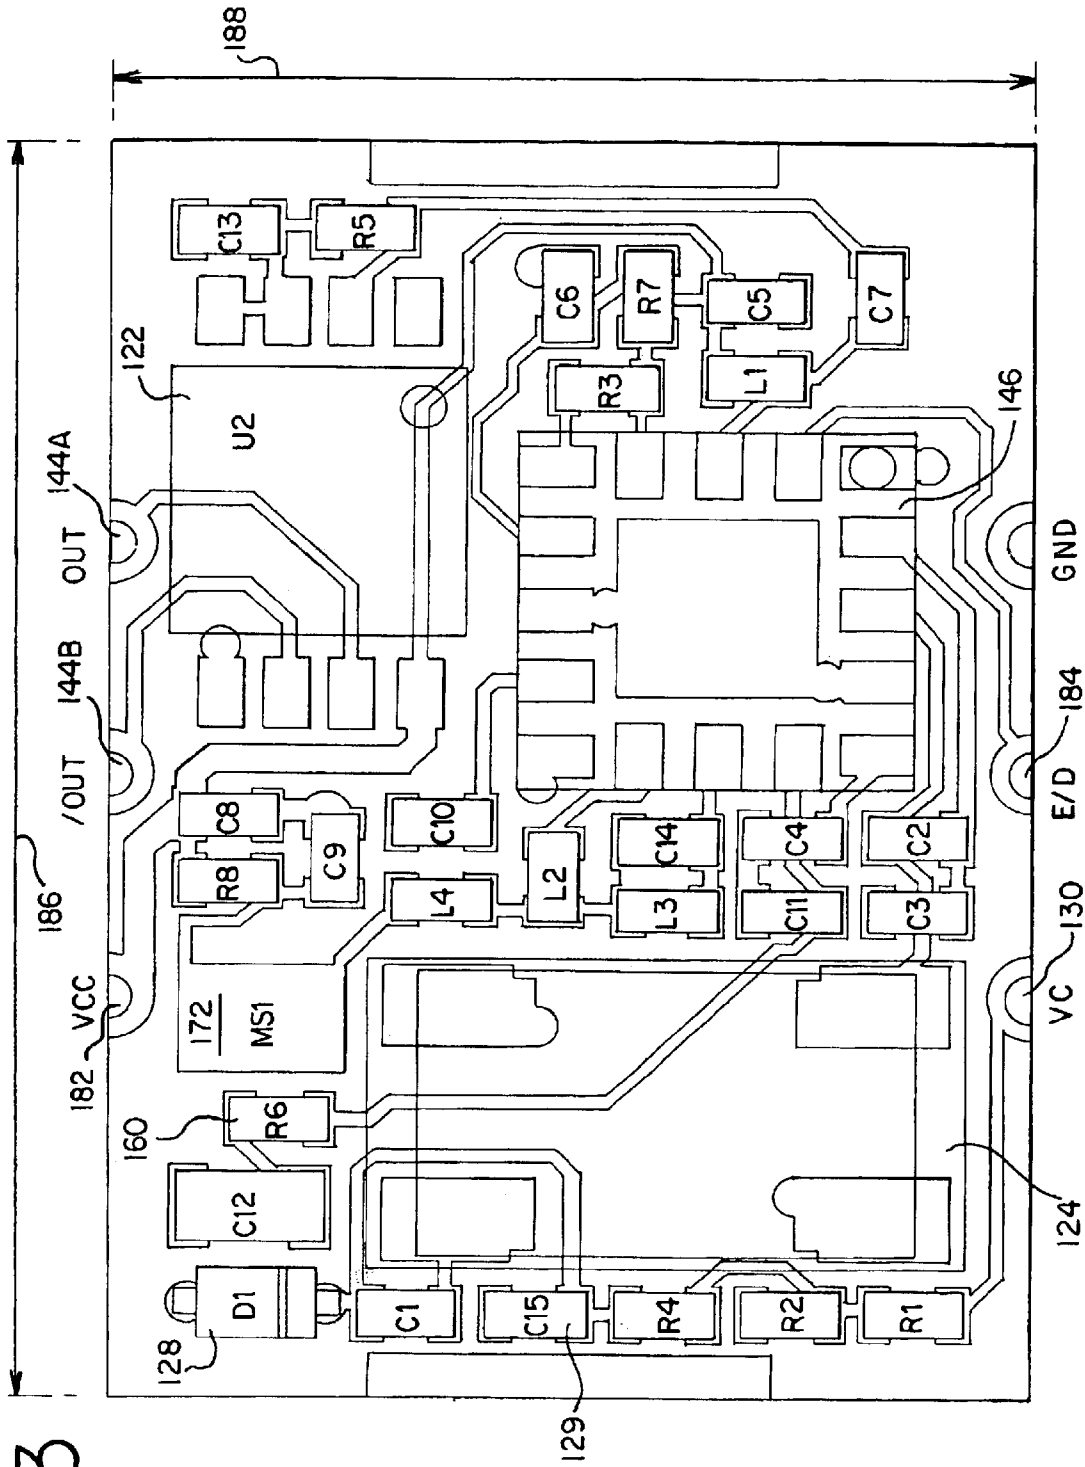 3
186
188
182
VCC
/OUT
144B
OUT
144A
122
128
160
172
MS1
D1
C12
R6
R8
C8
C9
U2
C13
R5
C1
C15
R4
R2
R1
L4
C10
L2
L3
C14
C11
C4
C3
C2
C6
R7
R3
C5
L1
C7
146
129
124
VC
130
E/D
184
GND